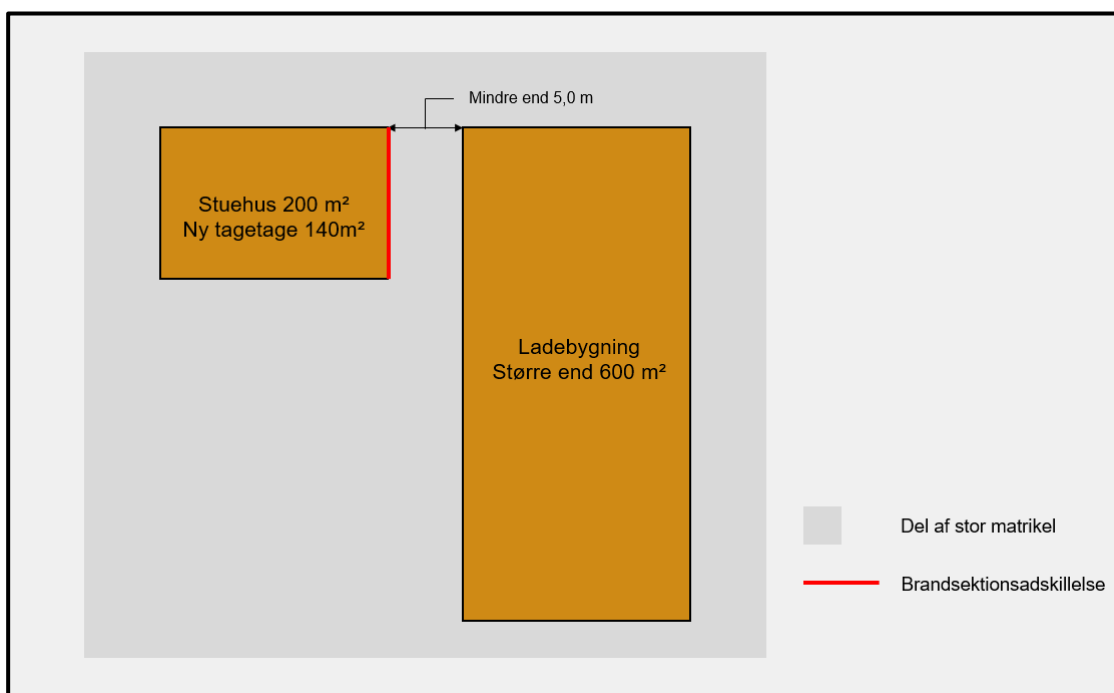 Mindre end 5,0 m
Stuehus 200 m²
Ny tagetage 140m²
Ladebygning
Større end 600 m²
Del af stor matrikel
Brandsektionsadskillelse